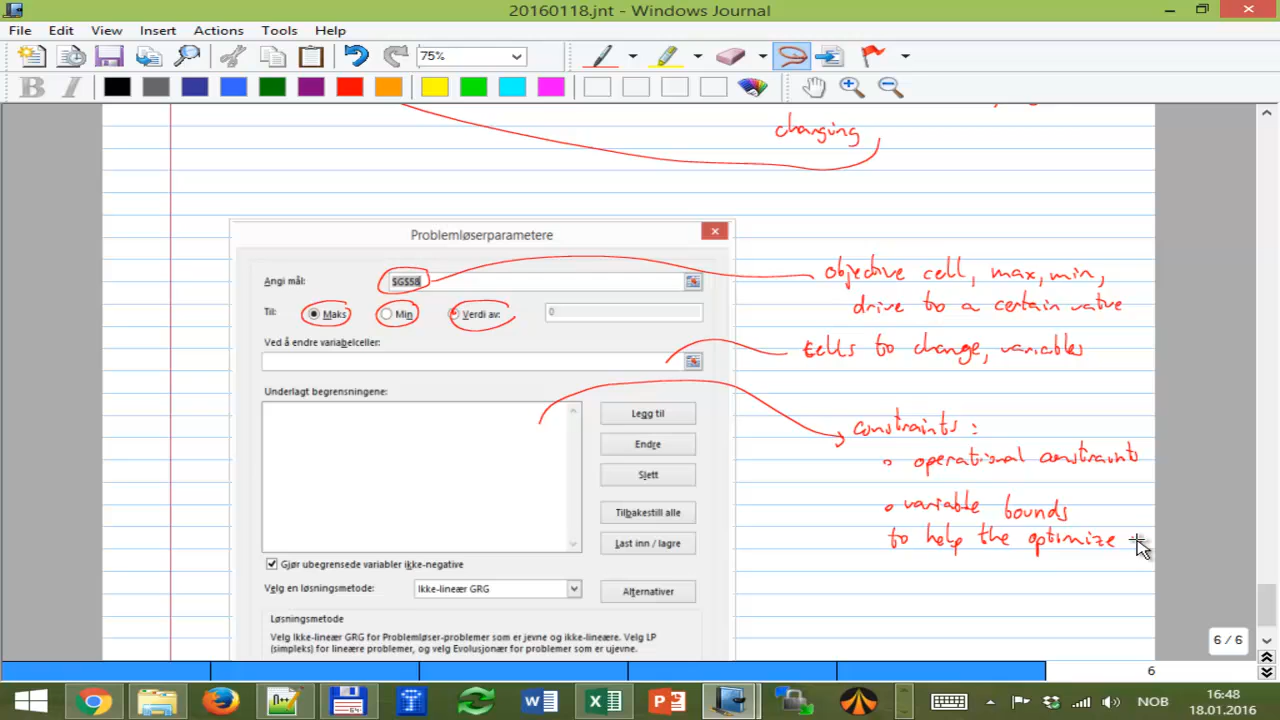 20160118.jnt - Windows Journal
File Edit View Insert Actions Tools Help
75%
B I
changing
Problemløserparametere
Angi mål: $G$58
objective cell, max, min,
drive to a certain value
Til: Maks Min Verdi av: 0
Ved å endre variabelceller:
cells to change, variables
Underlagt begrensningene:
Legg til
Endre
Slett
Tilbakestill alle
Last inn / lagre
constraints :
operational constraints
variable bounds
to help the optimize
Gjør ubegrensede variabler ikke-negative
Velg en løsningsmetode: Ikke-lineær GRG Alternativer
Løsningsmetode
Velg Ikke-lineær GRG for Problemløser-problemer som er jevne og ikke-lineære. Velg LP
(simpleks) for lineære problemer, og velg Evolusjonær for problemer som er ujevne.
6 / 6
6
NOB
16:48
18.01.2016